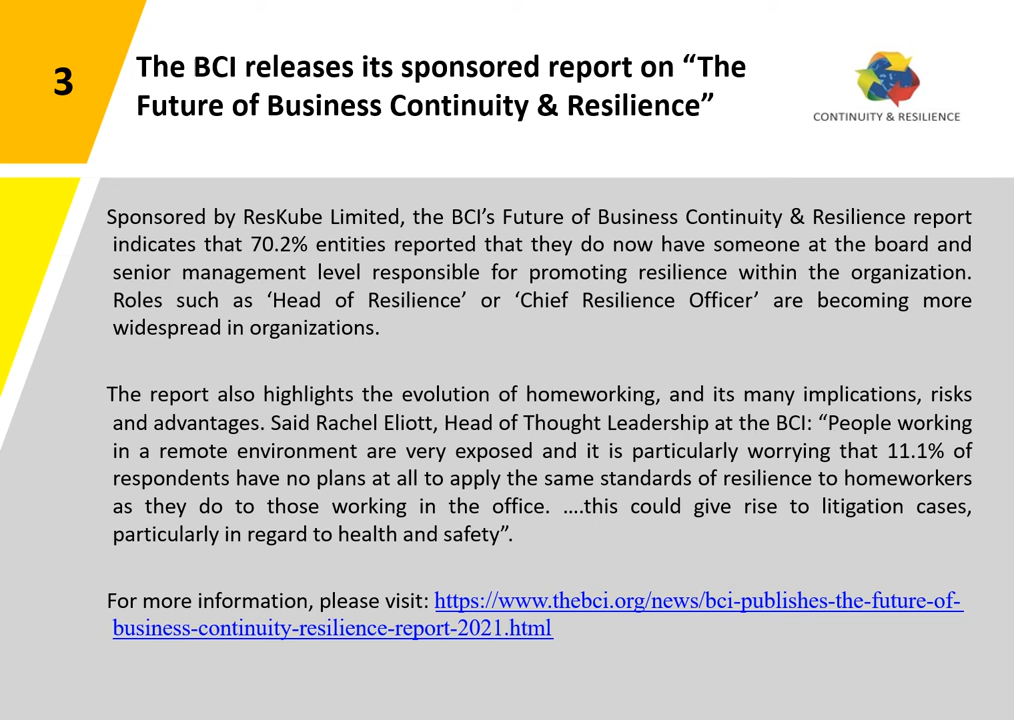 3
The BCI releases its sponsored report on “The
Future of Business Continuity & Resilience”
CONTINUITY & RESILIENCE
Sponsored by ResKube Limited, the BCI’s Future of Business Continuity & Resilience report
indicates that 70.2% entities reported that they do now have someone at the board and
senior management level responsible for promoting resilience within the organization.
Roles such as ‘Head of Resilience’ or ‘Chief Resilience Officer’ are becoming more
widespread in organizations.
The report also highlights the evolution of homeworking, and its many implications, risks
and advantages. Said Rachel Eliott, Head of Thought Leadership at the BCI: “People working
in a remote environment are very exposed and it is particularly worrying that 11.1% of
respondents have no plans at all to apply the same standards of resilience to homeworkers
as they do to those working in the office. ….this could give rise to litigation cases,
particularly in regard to health and safety”.
For more information, please visit: https://www.thebci.org/news/bci-publishes-the-future-of-
business-continuity-resilience-report-2021.html